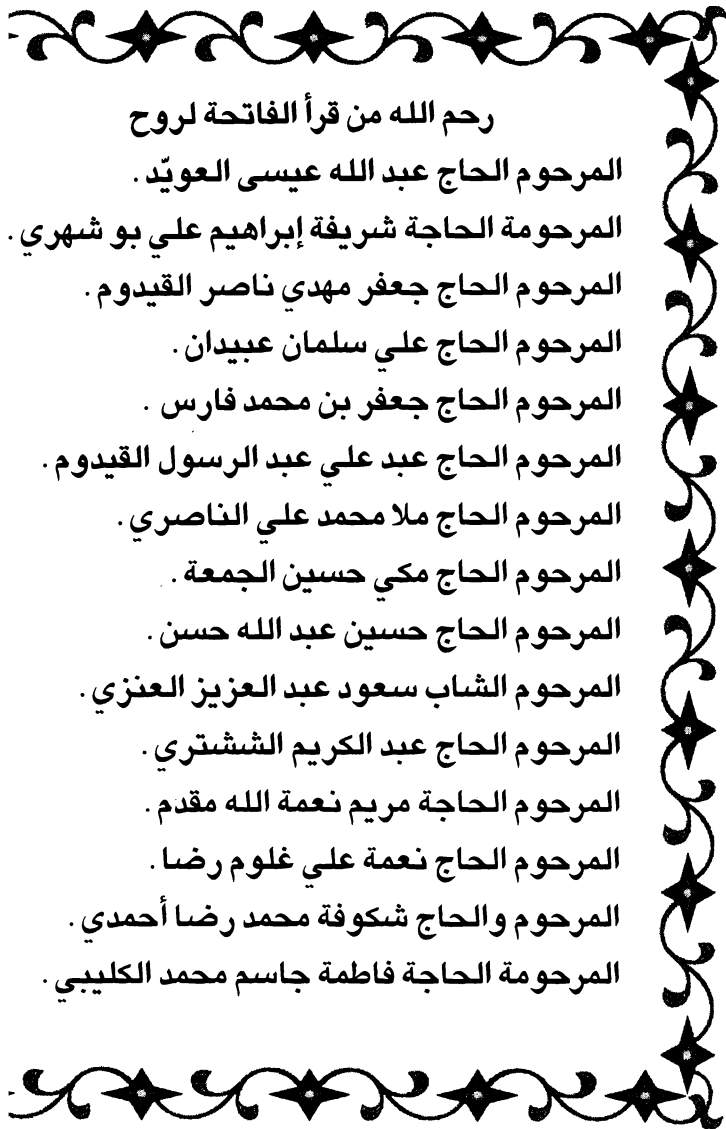 رحم الله من قرأ الفاتحة لروح
المرحوم الحاج عبد الله عيسى العويّد .
المرحومة الحاجة شريفة إبراهيم علي بو شهري .
المرحوم الحاج جعفر مهدي ناصر القيدوم .
المرحوم الحاج علي سلمان عبيدان .
المرحوم الحاج جعفر بن محمد فارس .
المرحوم الحاج عبد علي عبد الرسول القيدوم .
المرحوم الحاج ملا محمد علي الناصري .
المرحوم الحاج مكي حسين الجمعة .
المرحوم الحاج حسين عبد الله حسن .
المرحوم الشاب سعود عبد العزيز العنزي .
المرحوم الحاج عبد الكريم الششتري .
المرحوم الحاجة مريم نعمة الله مقدم .
المرحوم الحاج نعمة علي غلوم رضا .
المرحوم والحاج شكوفة محمد رضا أحمدي .
المرحومة الحاجة فاطمة جاسم محمد الكليبي .